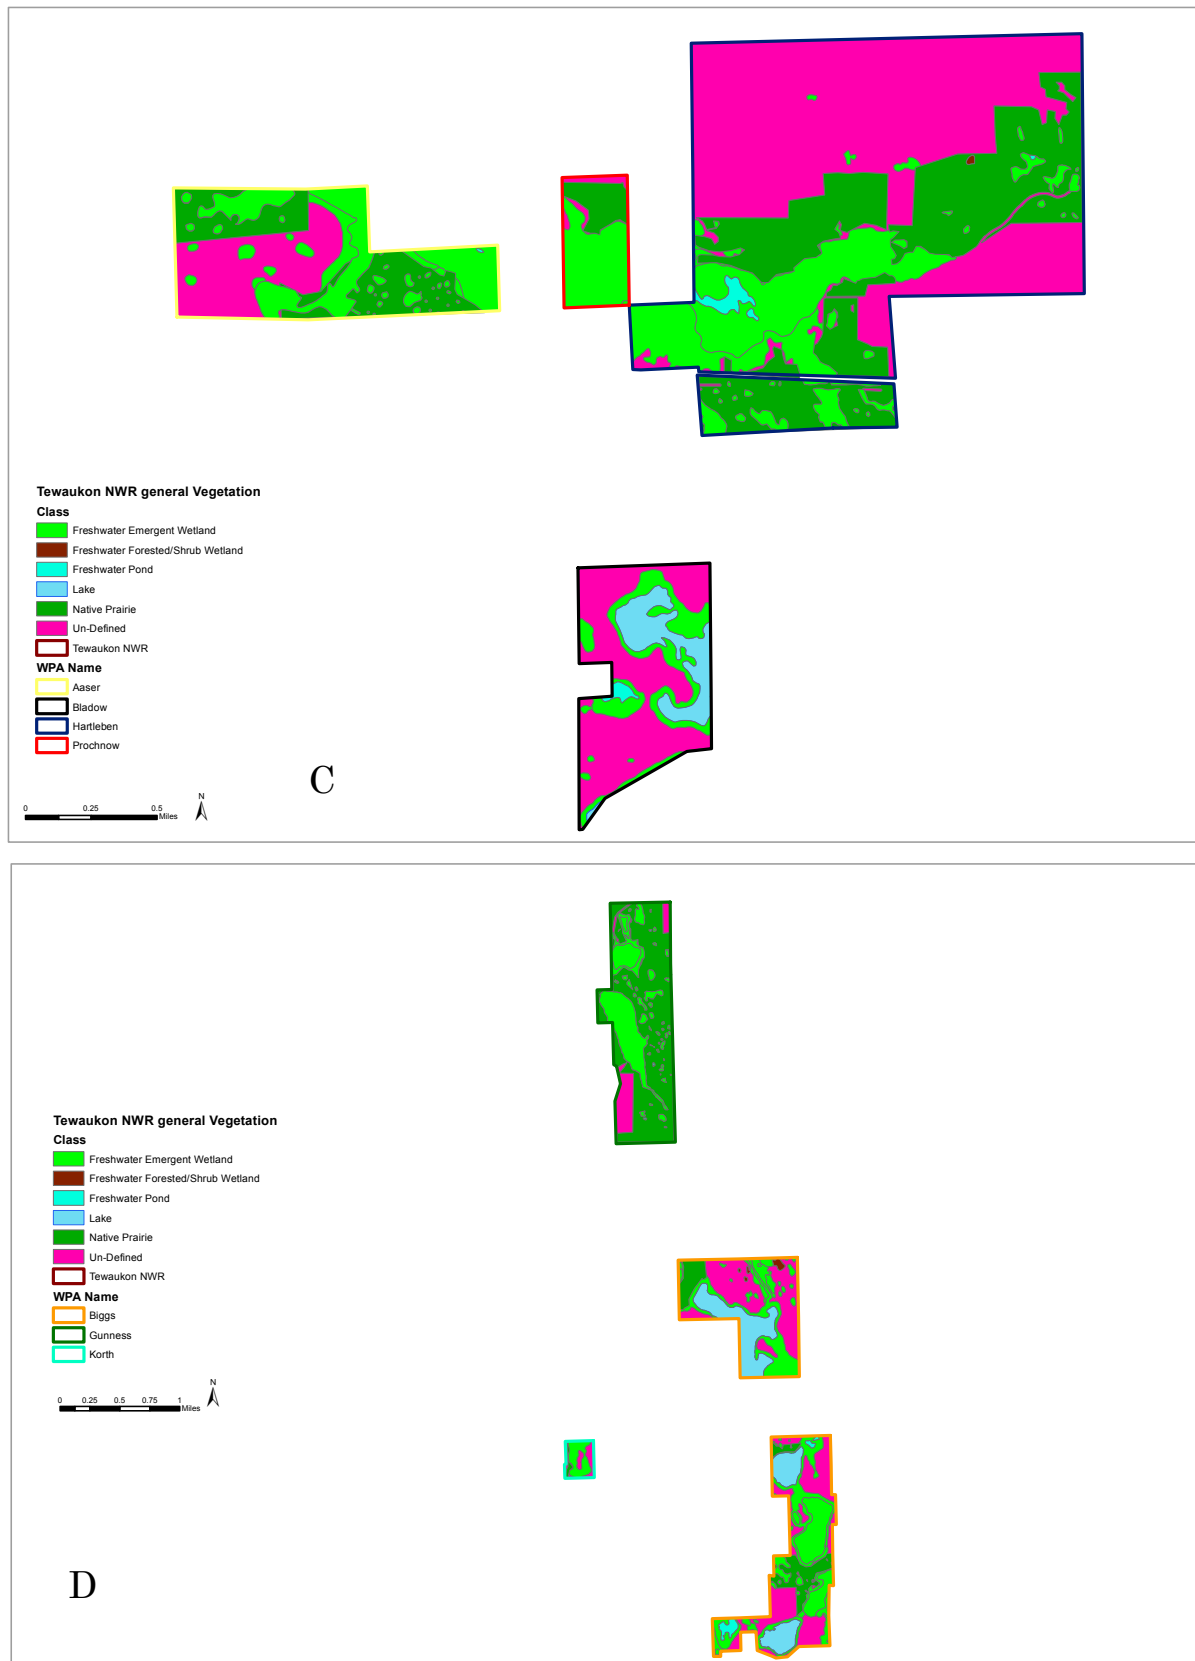 Tewaukon NWR general Vegetation
Class
Freshwater Emergent Wetland
Freshwater Forested/Shrub Wetland
Freshwater Pond
Lake
Native Prairie
Un-Defined
Tewaukon NWR
WPA Name
Aaser
Bladow
Hartleben
Prochnow
C
N
0 0.25 0.5
Miles
Tewaukon NWR general Vegetation
Class
Freshwater Emergent Wetland
Freshwater Forested/Shrub Wetland
Freshwater Pond
Lake
Native Prairie
Un-Defined
Tewaukon NWR
WPA Name
Biggs
Gunness
Korth
N
0 0.25 0.5 0.75 1
Miles
D